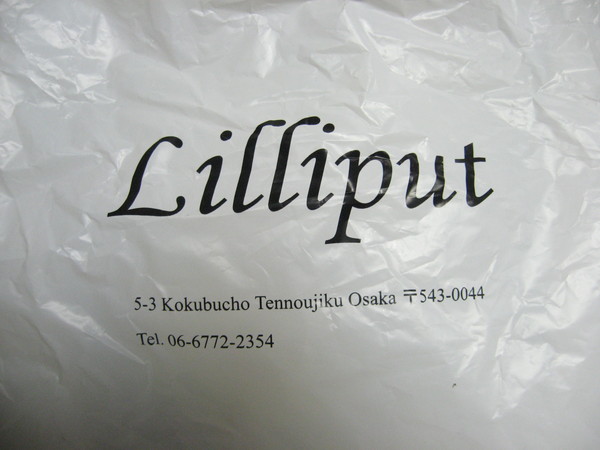 Lilliput
5-3 Kokubucho Tennoujiku Osaka 〒543-0044
Tel. 06-6772-2354